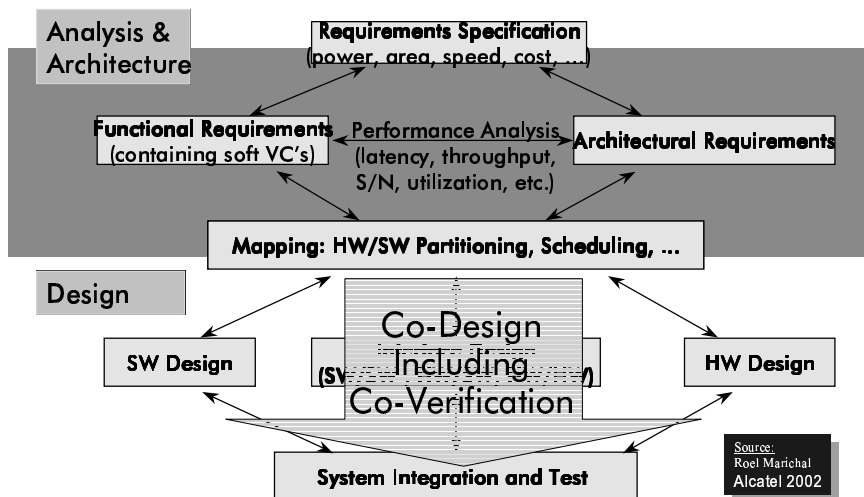 Analysis &
Architecture
Requirements Specification
(power, area, speed, cost, ...)
Functional Requirements
(containing soft VC's)
Performance Analysis
(latency, throughput,
S/N, utilization, etc.)
Architectural Requirements
Mapping: HW/SW Partitioning, Scheduling, ...
Design
Co-Design
Including
Co-Verification
SW Design
HW Design
System Integration and Test
Source:
Roel Marichal
Alcatel 2002